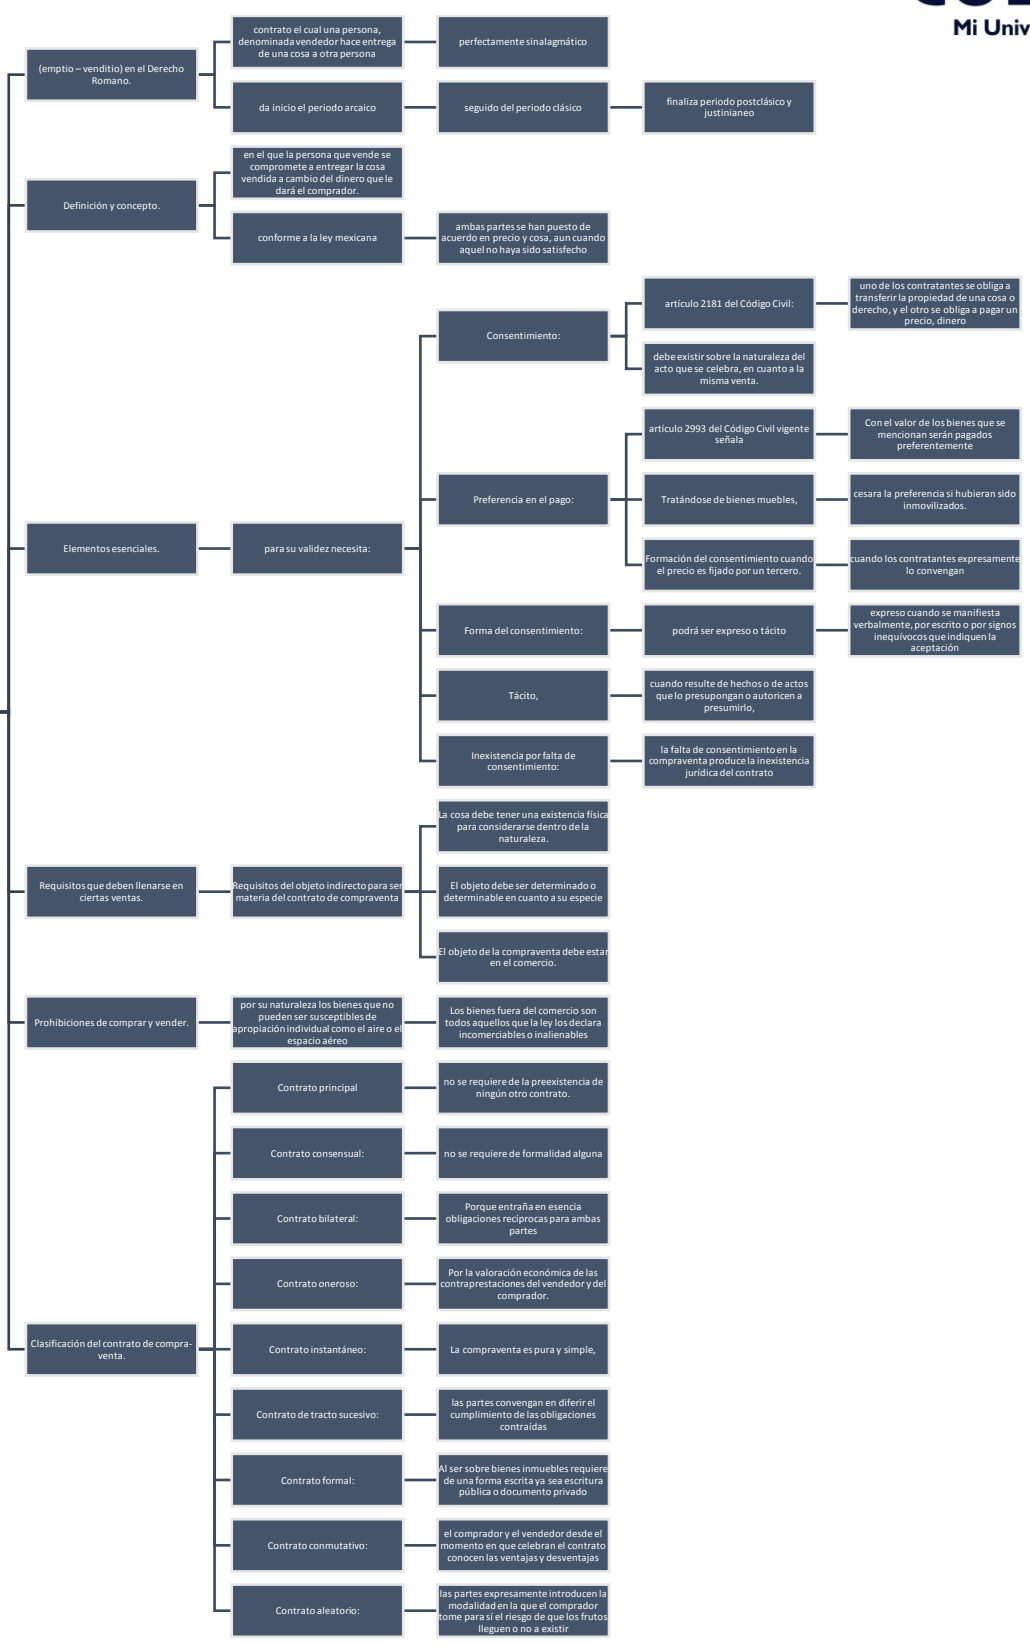 Mi Univ
contrato el cual una persona,
denominada vendedor hace entrega
de una cosa a otra persona
perfectamente sinalagmático
(emptio – venditio) en el Derecho
Romano.
da inicio el periodo arcaico
seguido del periodo clásico
finaliza periodo postclásico y
justinianeo
en el que la persona que vende se
compromete a entregar la cosa
vendida a cambio del dinero que le
dará el comprador.
Definición y concepto.
conforme a la ley mexicana
ambas partes se han puesto de
acuerdo en precio y cosa, aun cuando
aquel no haya sido satisfecho
Elementos esenciales.
para su validez necesita:
Consentimiento:
artículo 2181 del Código Civil:
uno de los contratantes se obliga a
transferir la propiedad de una cosa o
derecho, y el otro se obliga a pagar un
precio, dinero
debe existir sobre la naturaleza del
acto que se celebra, en cuanto a la
misma venta.
Preferencia en el pago:
artículo 2993 del Código Civil vigente
señala
Con el valor de los bienes que se
mencionan serán pagados
preferentemente
Tratándose de bienes muebles,
cesara la preferencia si hubieran sido
inmovilizados.
Formación del consentimiento cuando
el precio es fijado por un tercero.
cuando los contratantes expresamente
lo convengan
Forma del consentimiento:
podrá ser expreso o tácito
expreso cuando se manifiesta
verbalmente, por escrito o por signos
inequívocos que indiquen la
aceptación
Tácito,
cuando resulte de hechos o de actos
que lo presupongan o autoricen a
presumirlo,
Inexistencia por falta de
consentimiento:
la falta de consentimiento en la
compraventa produce la inexistencia
jurídica del contrato
Requisitos que deben llenarse en
ciertas ventas.
Requisitos del objeto indirecto para ser
materia del contrato de compraventa
La cosa debe tener una existencia física
para considerarse dentro de la
naturaleza.
El objeto debe ser determinado o
determinable en cuanto a su especie
El objeto de la compraventa debe estar
en el comercio.
Prohibiciones de comprar y vender.
por su naturaleza los bienes que no
pueden ser susceptibles de
apropiación individual como el aire o el
espacio aéreo
Los bienes fuera del comercio son
todos aquellos que la ley los declara
incomerciables o inalienables
Clasificación del contrato de compra-
venta.
Contrato principal
no se requiere de la preexistencia de
ningún otro contrato.
Contrato consensual:
no se requiere de formalidad alguna
Contrato bilateral:
Porque entraña en esencia
obligaciones recíprocas para ambas
partes
Contrato oneroso:
Por la valoración económica de las
contraprestaciones del vendedor y del
comprador.
Contrato instantáneo:
La compraventa es pura y simple,
Contrato de tracto sucesivo:
las partes convengan en diferir el
cumplimiento de las obligaciones
contraídas
Contrato formal:
Al ser sobre bienes inmuebles requiere
de una forma escrita ya sea escritura
pública o documento privado
Contrato conmutativo:
el comprador y el vendedor desde el
momento en que celebran el contrato
conocen las ventajas y desventajas
Contrato aleatorio:
las partes expresamente introducen la
modalidad en la que el comprador
tome para sí el riesgo de que los frutos
lleguen o no a existir